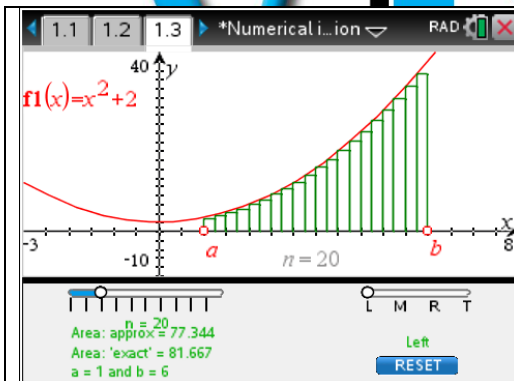 1.1 1.2 1.3 *Numerical i...ion RAD
40 y
f1(x)=x²+2
x
-3 a b 8
-10 n = 20
L M R T
n = 20
Area: approx = 77.344
Area: 'exact' = 81.667
a = 1 and b = 6
Left
RESET